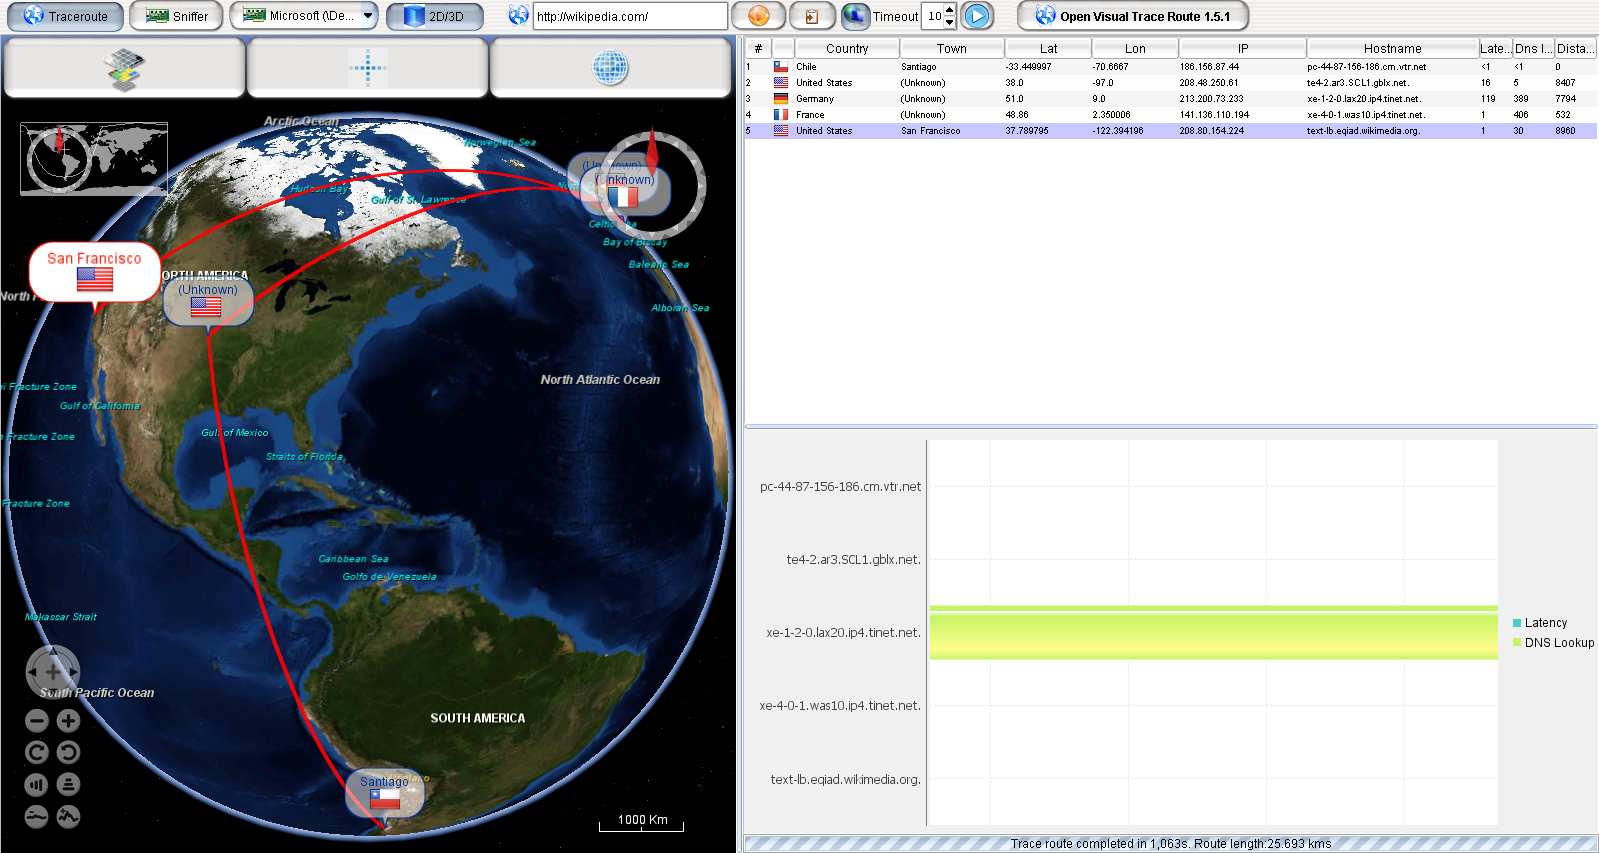 Traceroute Sniffer Microsoft (\De... 2D/3D http://wikipedia.com/ Timeout 10 Open Visual Trace Route 1.5.1
Arctic Ocean
Norwegian Sea
Hudson Bay
Gulf of St. Lawrence
(Unknown)
(Unknown)
Celtic Sea
Bay of Biscay
Balearic Sea
Alboran Sea
San Francisco
NORTH AMERICA
(Unknown)
North P
North Atlantic Ocean
ni Fracture Zone
Gulf of California
n Fracture Zone
Gulf of Mexico
Straits of Florida
Fracture Zone
Caribbean Sea
Golfo de Venezuela
Makassar Strait
South Pacific Ocean
SOUTH AMERICA
Santiago
1000 Km
# Country Town Lat Lon IP Hostname Late... Dns l... Dista...
1 Chile Santiago -33.449997 -70.6667 186.156.87.44 pc-44-87-156-186.cm.vtr.net <1 <1 0
2 United States (Unknown) 38.0 -97.0 208.48.250.61 te4-2.ar3.SCL1.gblx.net. 16 5 8407
3 Germany (Unknown) 51.0 9.0 213.200.73.233 xe-1-2-0.lax20.ip4.tinet.net. 119 389 7794
4 France (Unknown) 48.86 2.350006 141.136.110.194 xe-4-0-1.was10.ip4.tinet.net. 1 406 532
5 United States San Francisco 37.789795 -122.394196 208.80.154.224 text-lb.eqiad.wikimedia.org. 1 30 8960
pc-44-87-156-186.cm.vtr.net
te4-2.ar3.SCL1.gblx.net.
xe-1-2-0.lax20.ip4.tinet.net.
xe-4-0-1.was10.ip4.tinet.net.
text-lb.eqiad.wikimedia.org.
Latency
DNS Lookup
Trace route completed in 1,063s. Route length:25.693 kms